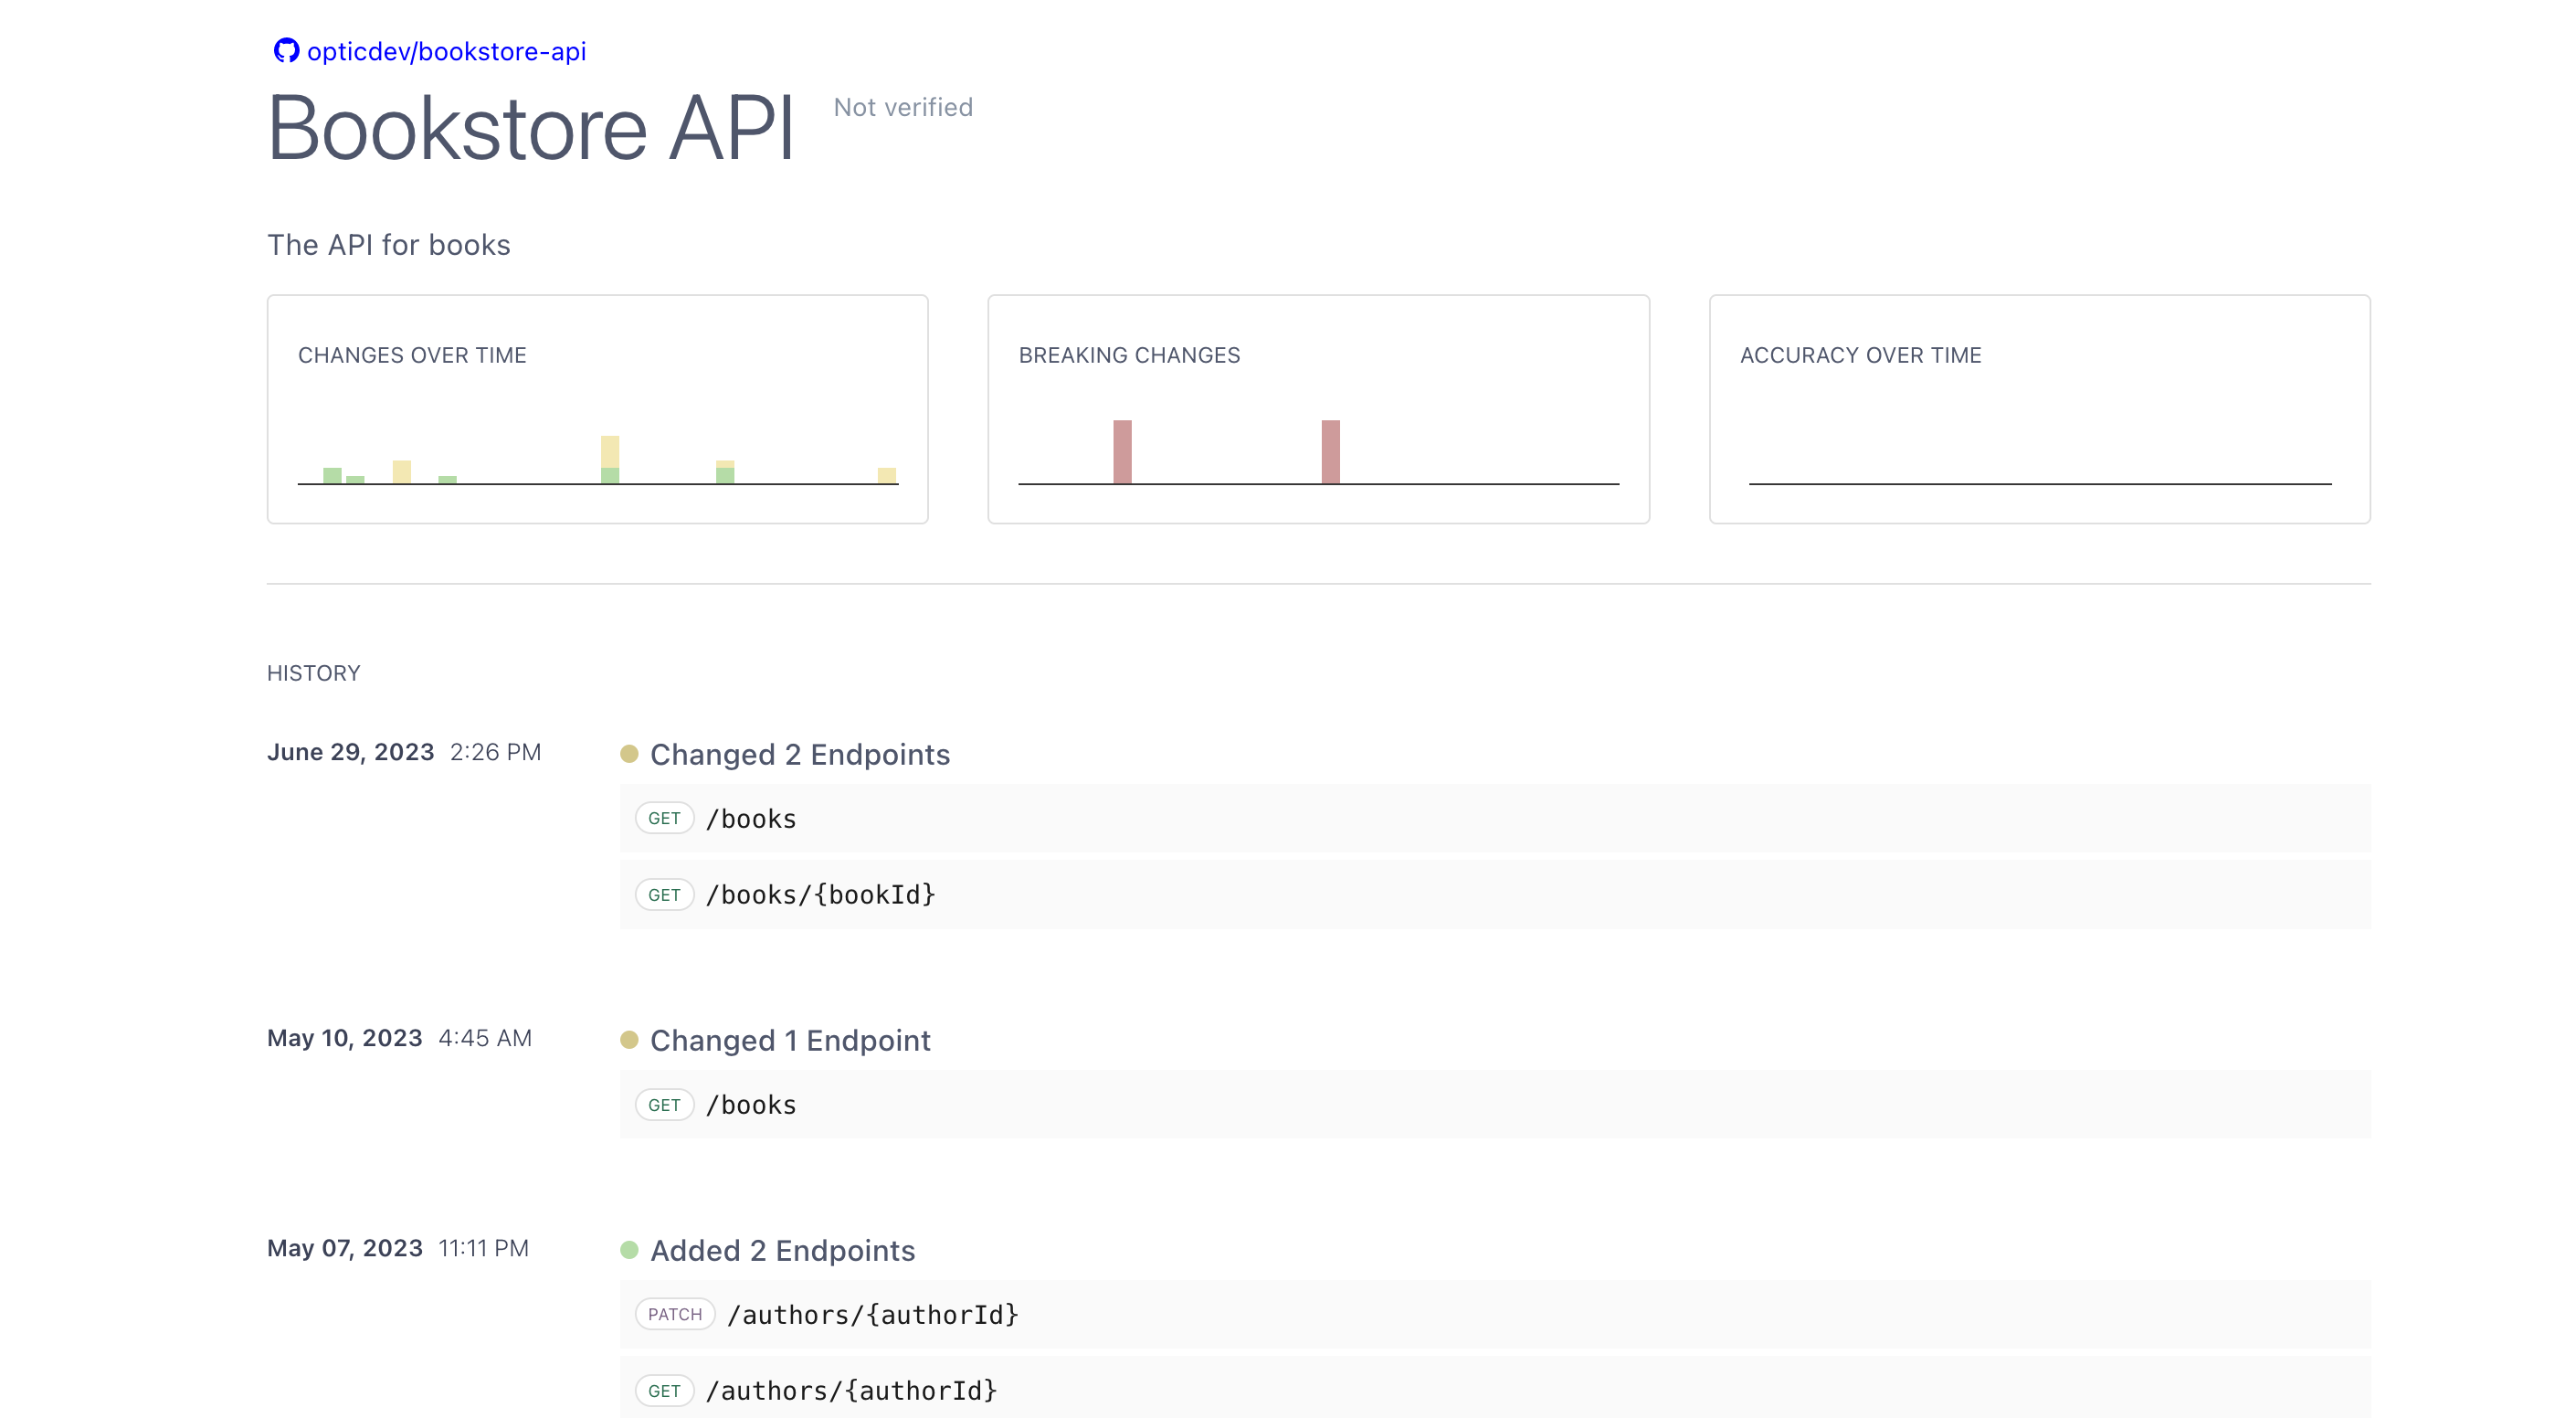 opticdev/bookstore-api
Bookstore API Not verified
The API for books
CHANGES OVER TIME
BREAKING CHANGES
ACCURACY OVER TIME
HISTORY
June 29, 2023 2:26 PM
Changed 2 Endpoints
GET /books
GET /books/{bookId}
May 10, 2023 4:45 AM
Changed 1 Endpoint
GET /books
May 07, 2023 11:11 PM
Added 2 Endpoints
PATCH /authors/{authorId}
GET /authors/{authorId}